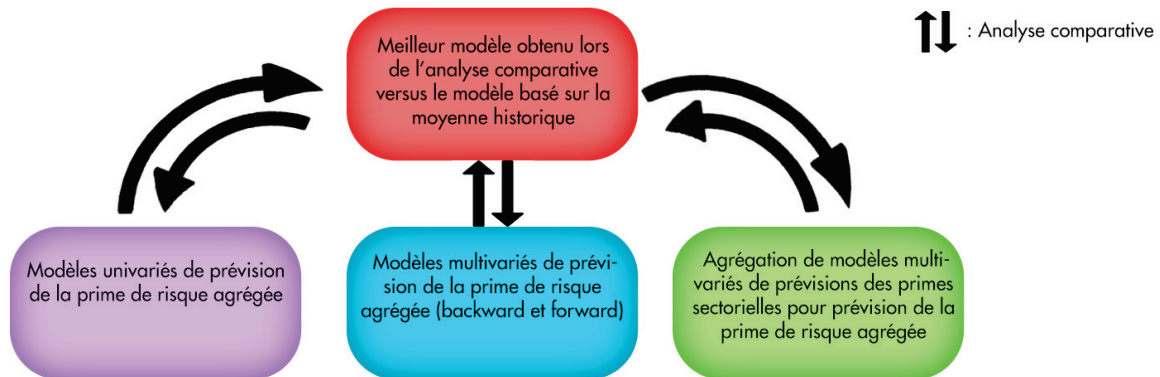 Meilleur modèle obtenu lors
de l'analyse comparative
versus le modèle basé sur la
moyenne historique
: Analyse comparative
Modèles univariés de prévision
de la prime de risque agrégée
Modèles multivariés de prévi-
sion de la prime de risque
agrégée (backward et forward)
Agrégation de modèles multi-
variés de prévisions des primes
sectorielles pour prévision de la
prime de risque agrégée